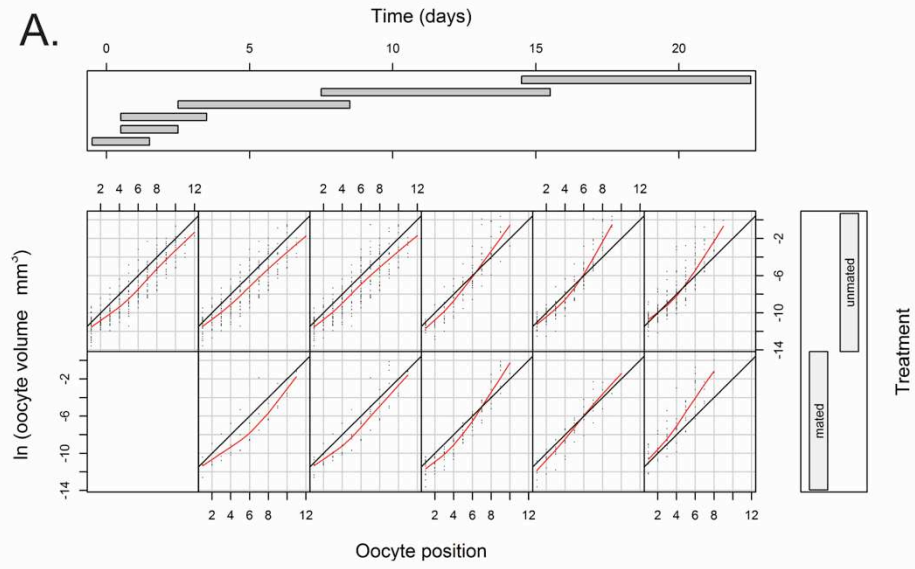 A.
Time (days)
0 5 10 15 20
2 4 6 8 12 2 4 6 8 12 2 4 6 8 12
ln (oocyte volume mm³)
-2
-6
-10
-14
-2
-6
-10
-14
unmated
mated
Treatment
2 4 6 8 12 2 4 6 8 12 2 4 6 8 12
Oocyte position